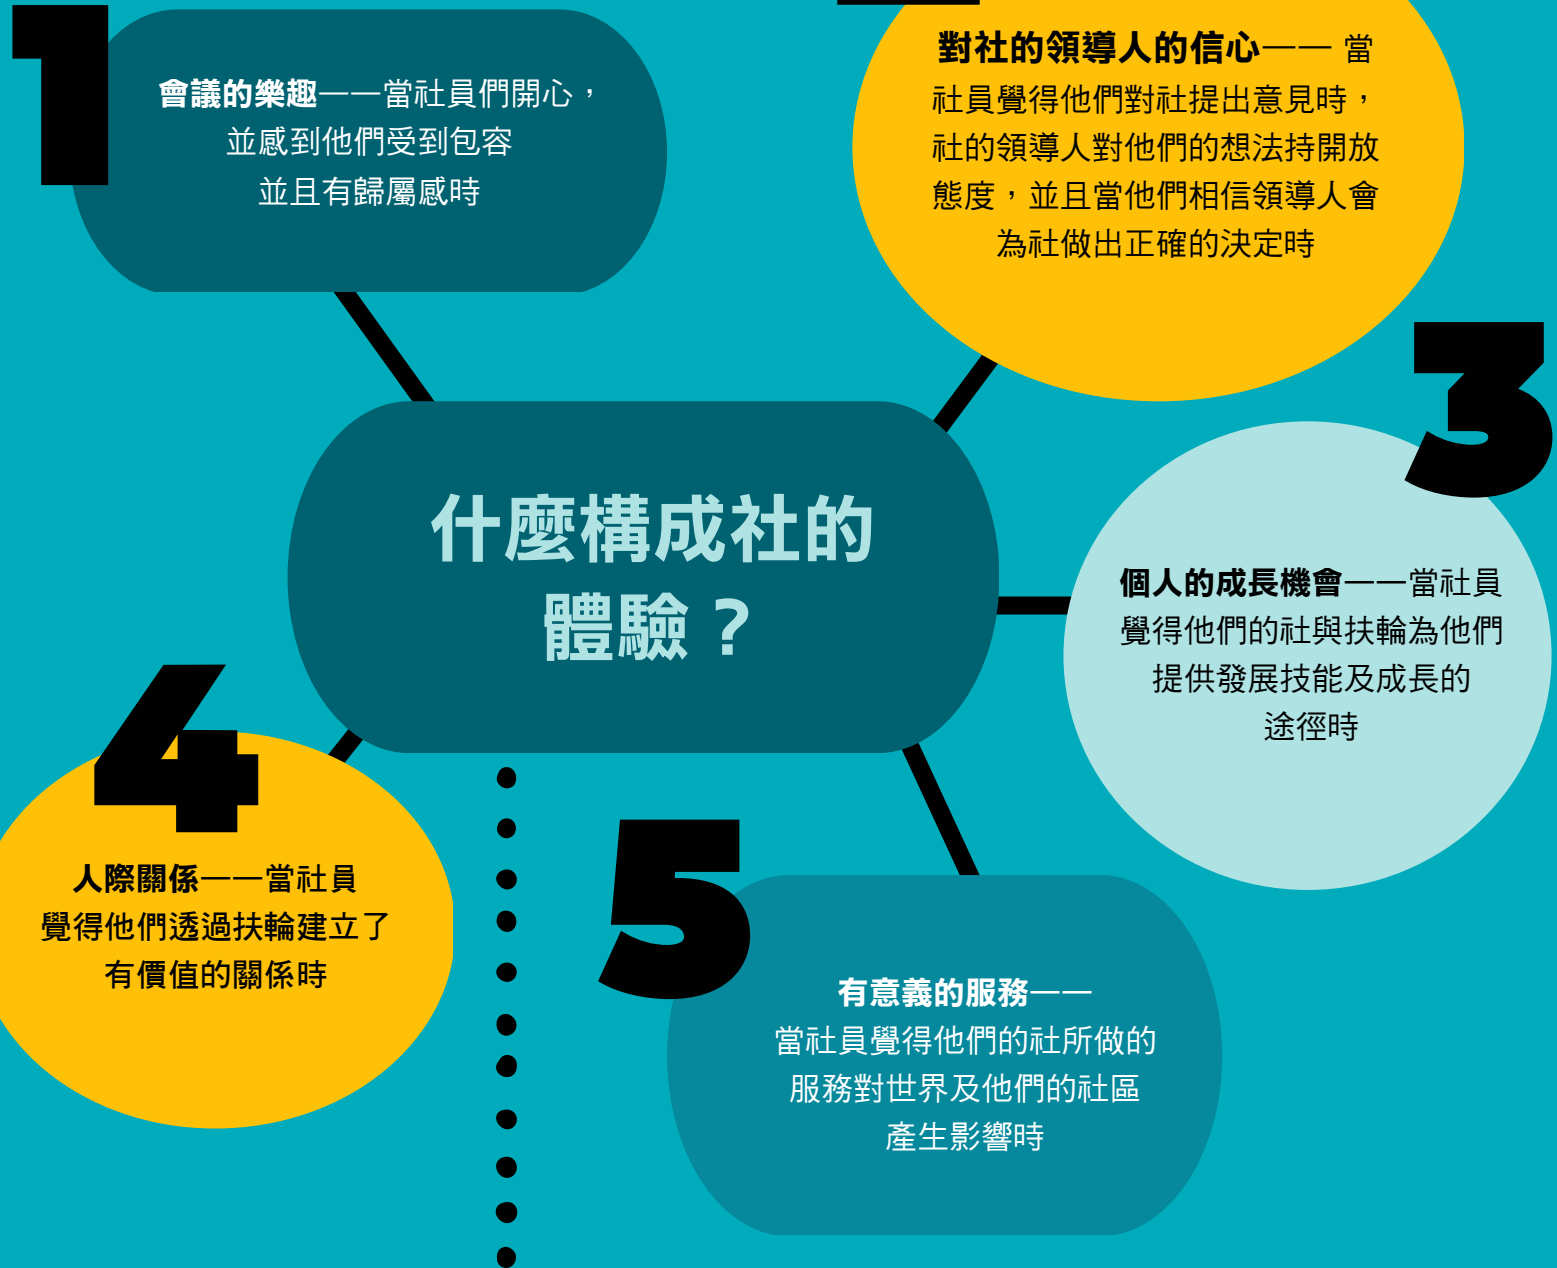 1
會議的樂趣——當社員們開心，
並感到他們受到包容
並且有歸屬感時
對社的領導人的信心—— 當
社員覺得他們對社提出意見時，
社的領導人對他們的想法持開放
態度，並且當他們相信領導人會
為社做出正確的決定時
3
個人的成長機會——當社員
覺得他們的社與扶輪為他們
提供發展技能及成長的
途徑時
什麼構成社的
體驗？
4
人際關係——當社員
覺得他們透過扶輪建立了
有價值的關係時
5
有意義的服務——
當社員覺得他們的社所做的
服務對世界及他們的社區
產生影響時